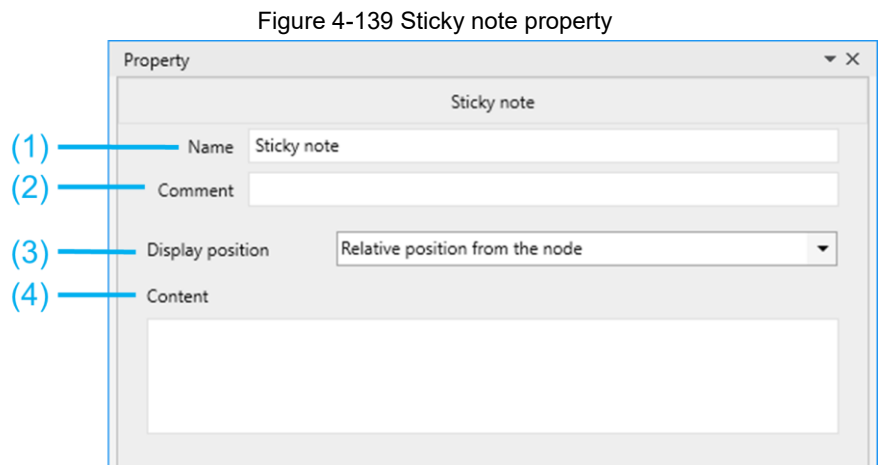 Figure 4-139 Sticky note property
Property
Sticky note
(1) Name Sticky note
(2) Comment
(3) Display position Relative position from the node
(4) Content